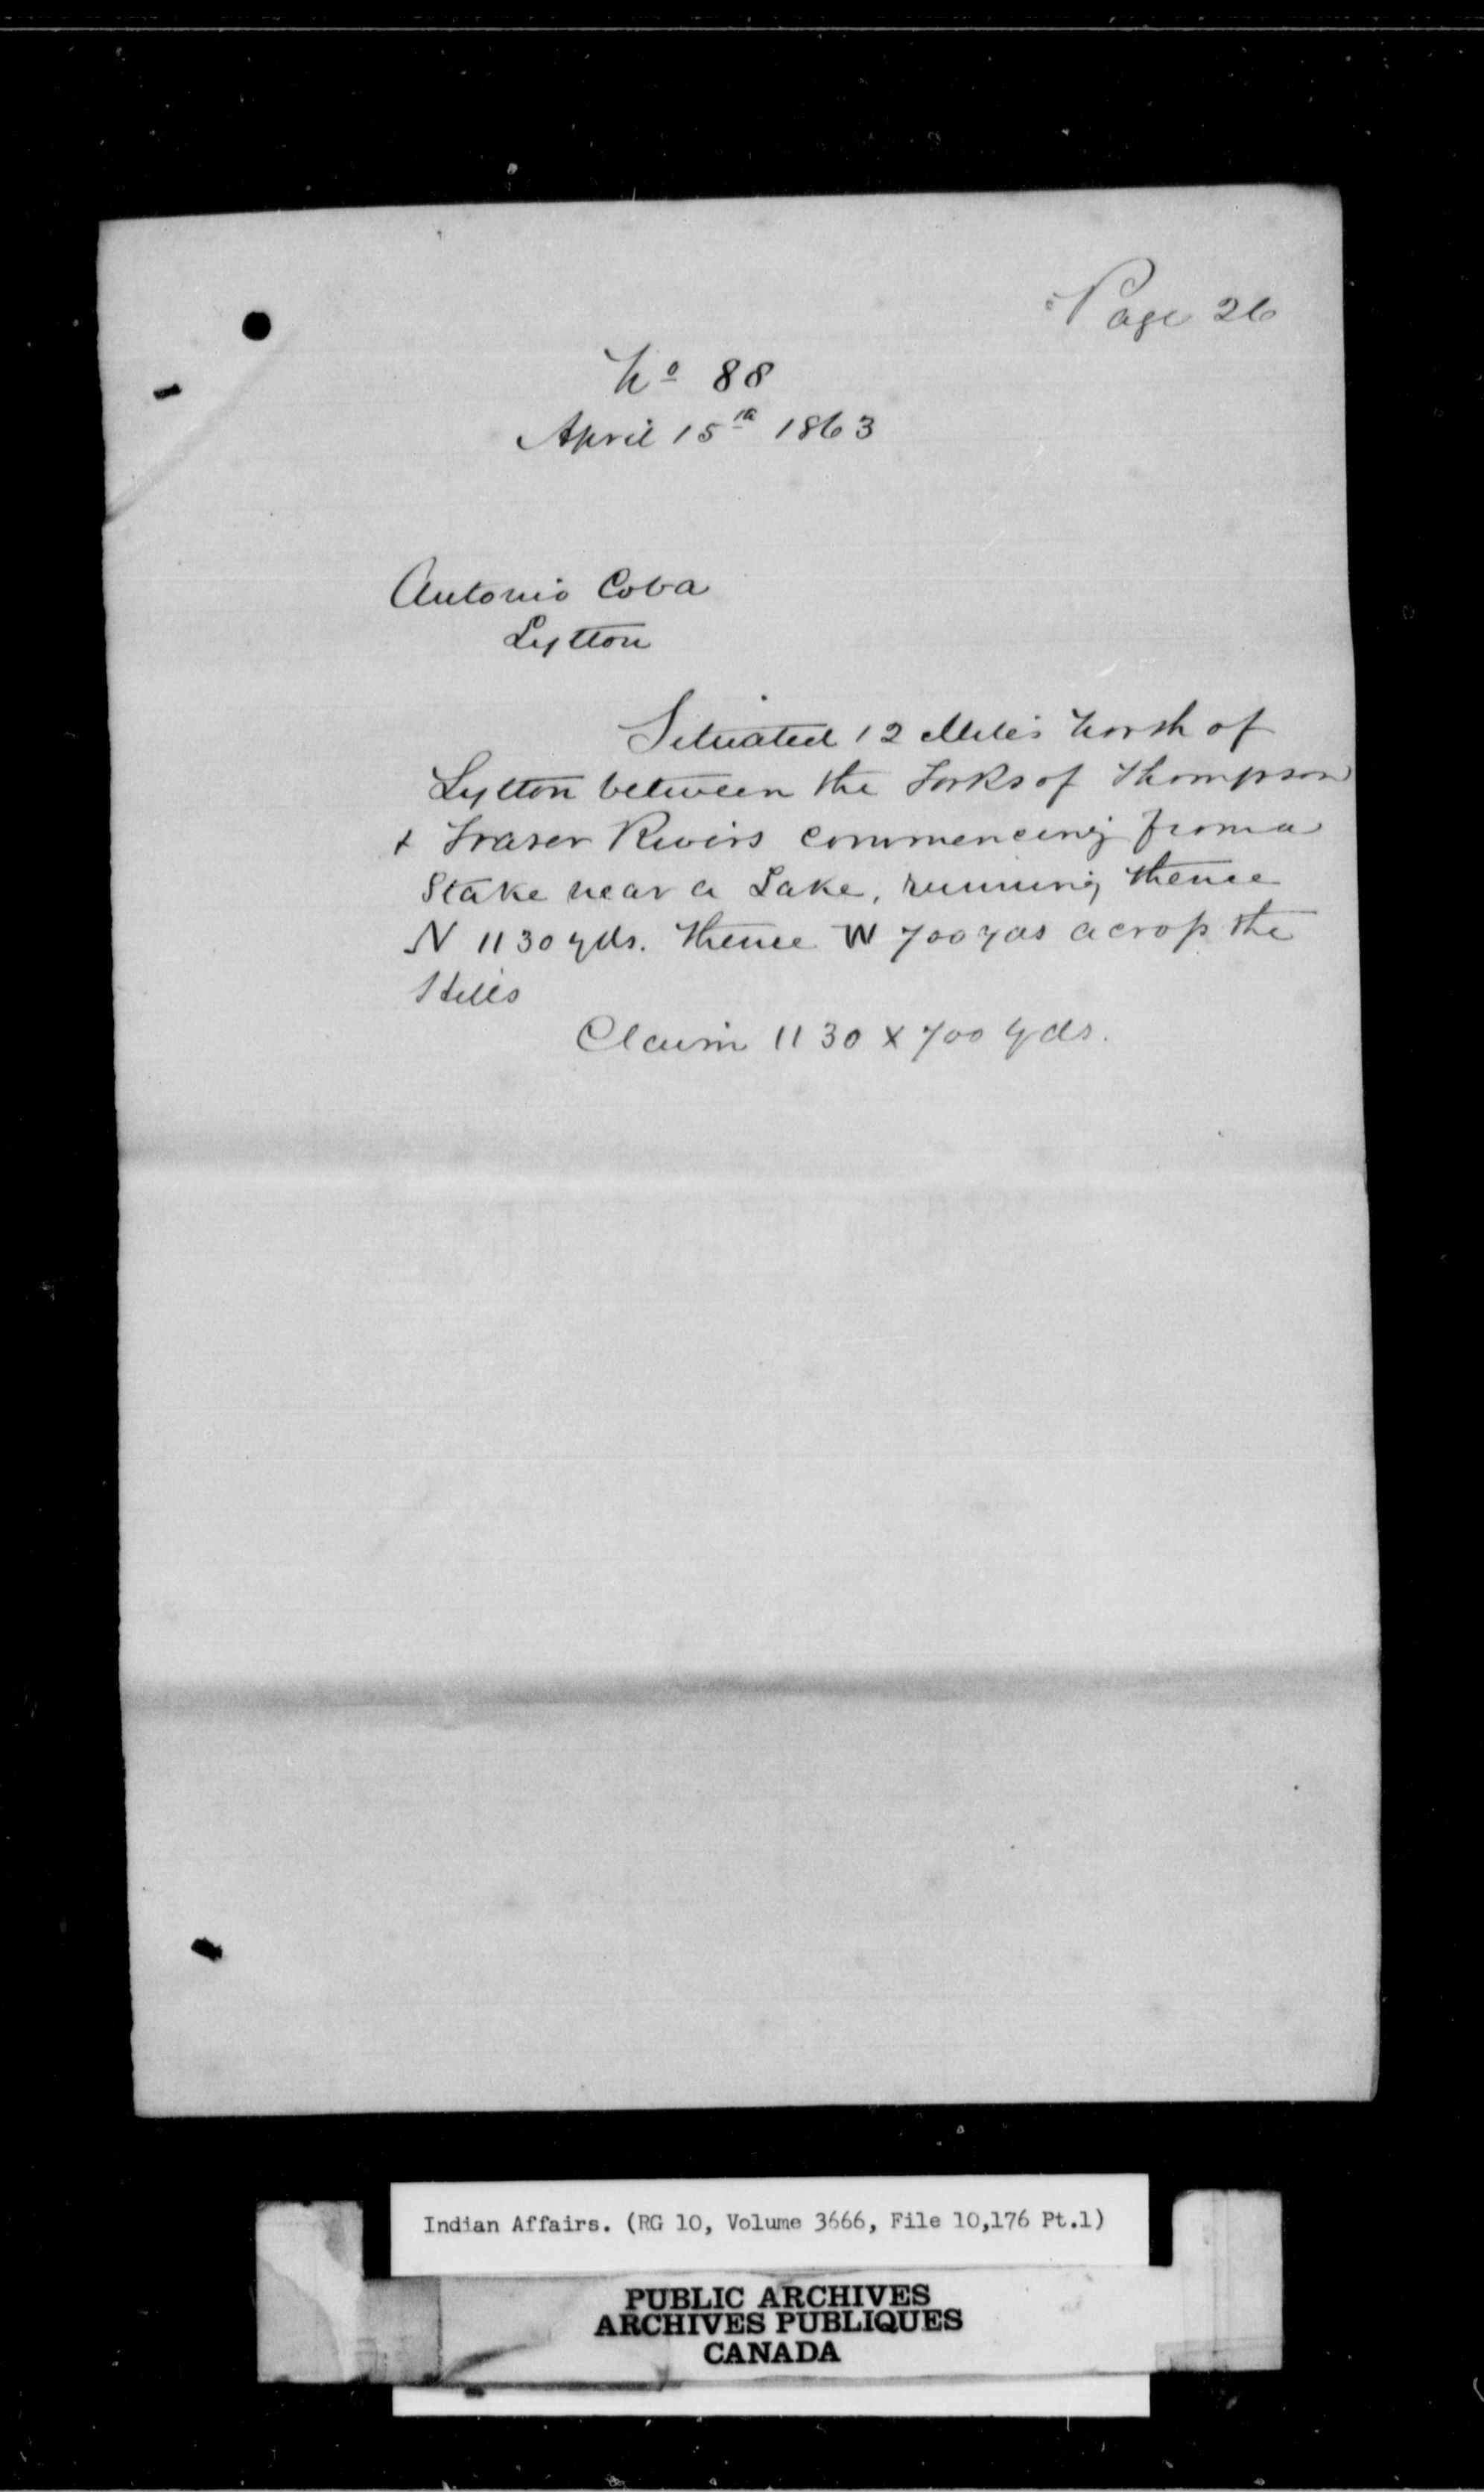 Page 26
No 88
April 15th 1863
Antonio Coba
Lytton
Situated 12 Miles North of
Lytton between the Forks of Thompson
& Fraser Rivers commencing from a
Stake near a Lake, running thence
N 1130 yds. thence W 700 yds across the
Hills
Claim 1130 x 700 yds.
Indian Affairs. (RG 10, Volume 3666, File 10,176 Pt.1)
PUBLIC ARCHIVES
ARCHIVES PUBLIQUES
CANADA